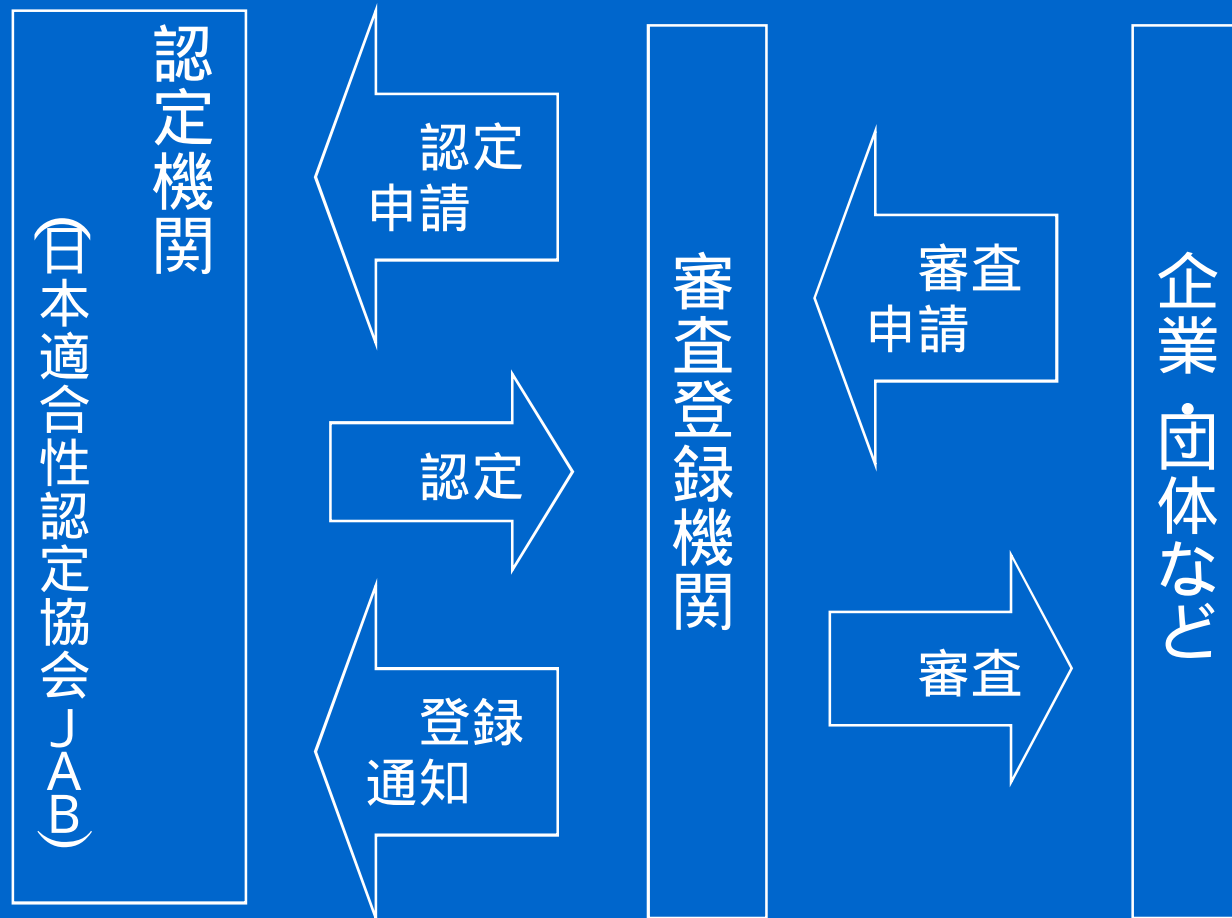 認定機関
（日本適合性認定協会ＪＡＢ）
認定
申請
認定
登録
通知
審査登録機関
審査
申請
審査
企業・団体など